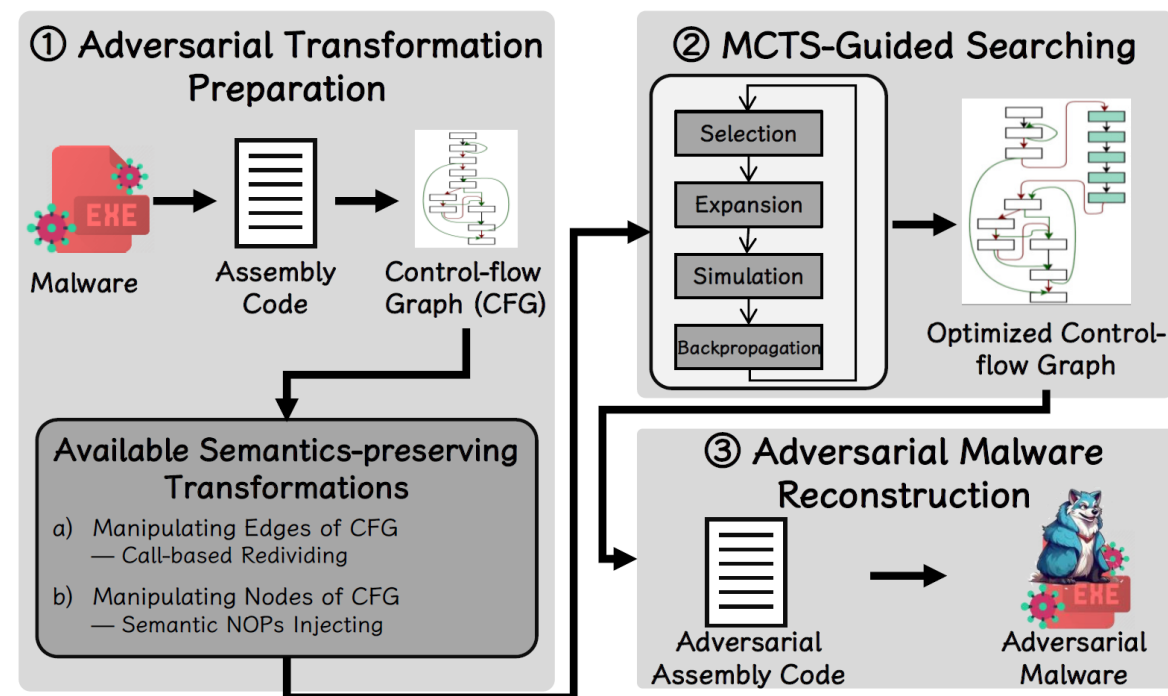 ① Adversarial Transformation
Preparation
EXE
Malware
Assembly
Code
Control-flow
Graph (CFG)
Available Semantics-preserving
Transformations
a) Manipulating Edges of CFG
— Call-based Redividing
b) Manipulating Nodes of CFG
— Semantic NOPs Injecting
② MCTS-Guided Searching
Selection
Expansion
Simulation
Backpropagation
Optimized Control-
flow Graph
③ Adversarial Malware
Reconstruction
Adversarial
Assembly Code
EXE
Adversarial
Malware